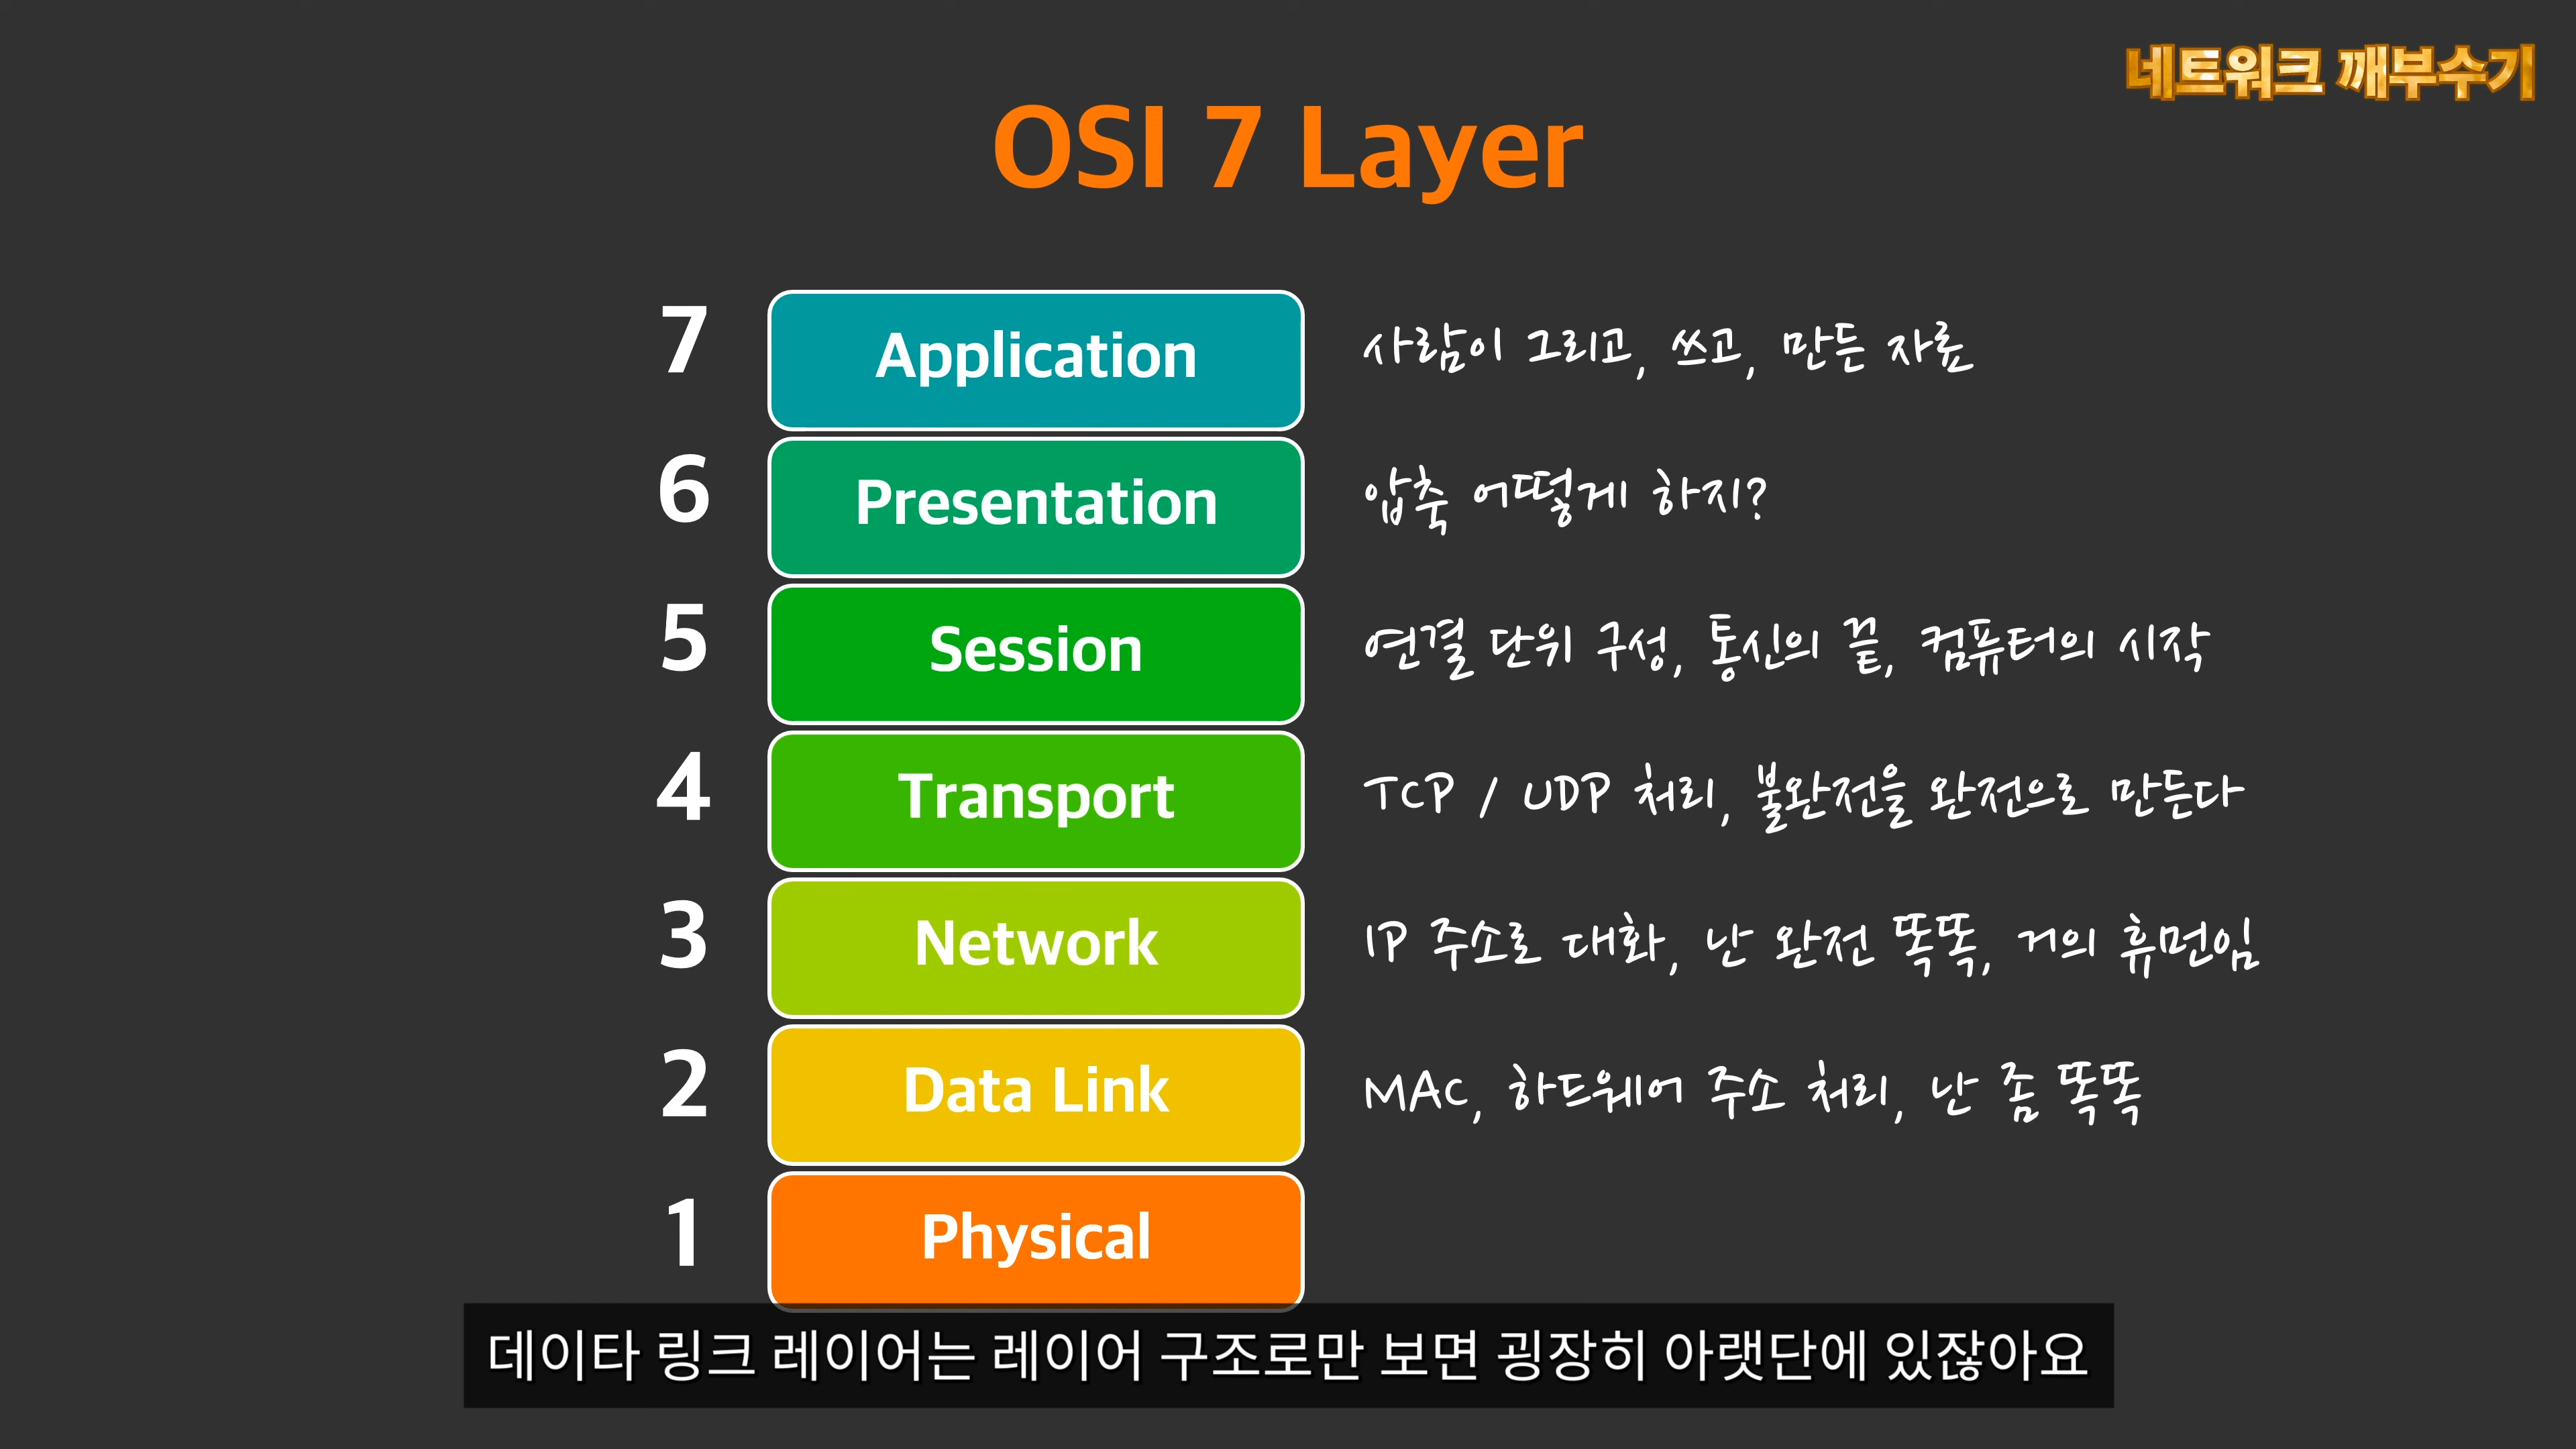 네트워크 깨부수기
OSI 7 Layer
7 Application 사람이 그리고, 쓰고, 만든 자료
6 Presentation 압축 어떻게 하지?
5 Session 연결 단위 구성, 통신의 끝, 컴퓨터의 시작
4 Transport TCP / UDP 처리, 불완전을 완전으로 만든다
3 Network IP 주소로 대화, 난 완전 똑똑, 거의 휴먼임
2 Data Link MAC, 하드웨어 주소 처리, 난 좀 똑똑
1 Physical
데이타 링크 레이어는 레이어 구조로만 보면 굉장히 아랫단에 있잖아요